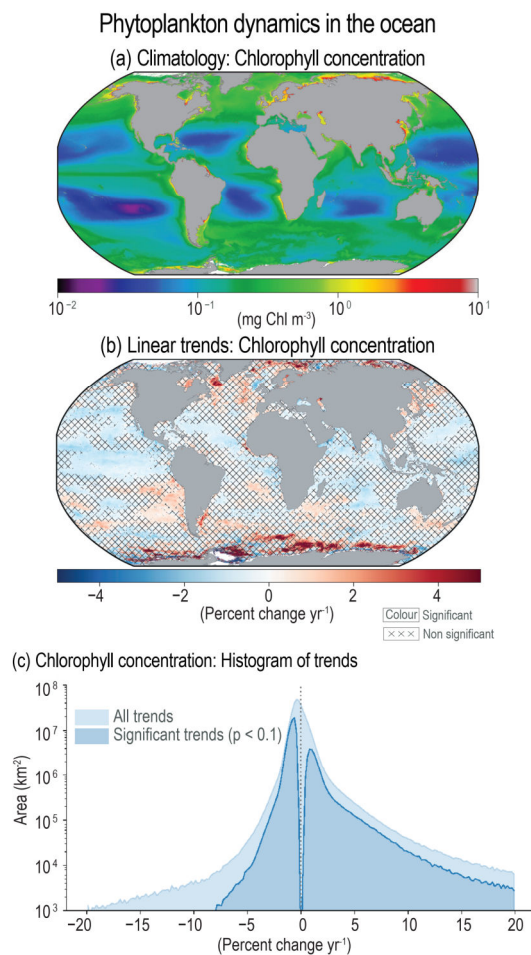 Phytoplankton dynamics in the ocean
(a) Climatology: Chlorophyll concentration
10⁻² 10⁻¹ 10⁰ 10¹
(mg Chl m⁻³)
(b) Linear trends: Chlorophyll concentration
−4 −2 0 2 4
(Percent change yr⁻¹)
Colour Significant
××× Non significant
(c) Chlorophyll concentration: Histogram of trends
10⁸
All trends
Significant trends (p < 0.1)
10⁷
10⁶
Area (km⁻²)
10⁵
10⁴
10³
−20 −15 −10 −5 0 5 10 15 20
(Percent change yr⁻¹)